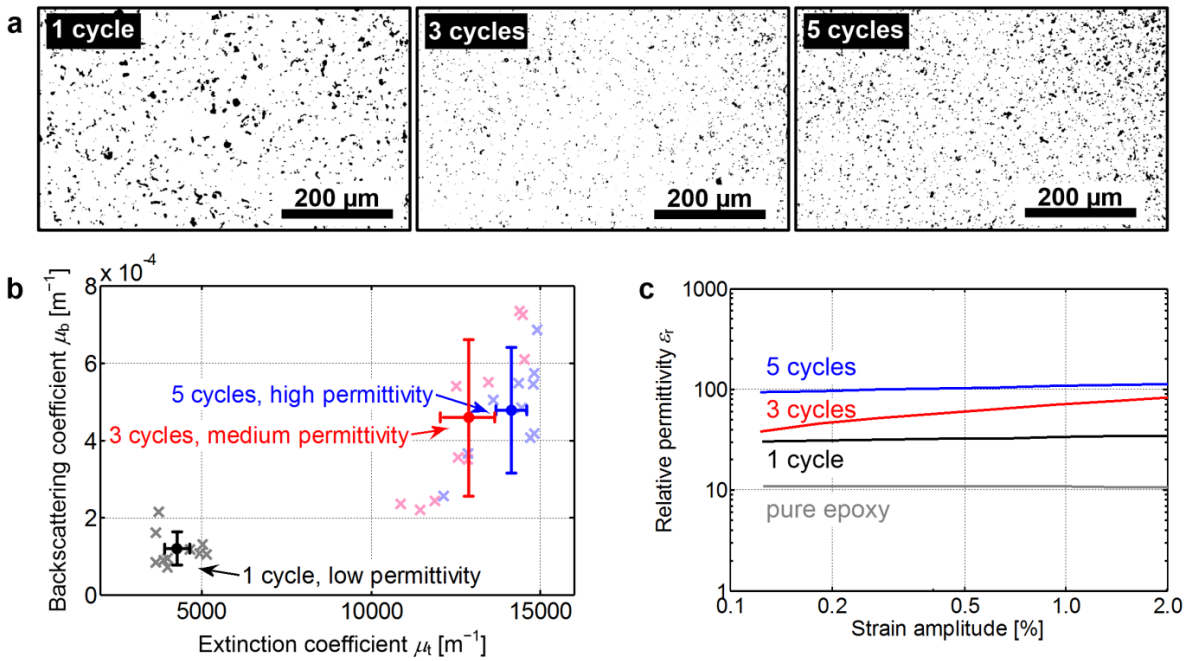 a
1 cycle
3 cycles
5 cycles
200 µm
200 µm
200 µm
b
x 10⁻⁴
8
6
4
2
0
Backscattering coefficient μb [m⁻¹]
5 cycles, high permittivity
3 cycles, medium permittivity
1 cycle, low permittivity
5000
10000
15000
Extinction coefficient μt [m⁻¹]
c
1000
100
10
1
Relative permittivity εr
5 cycles
3 cycles
1 cycle
pure epoxy
0.1
0.2
0.5
1.0
2.0
Strain amplitude [%]